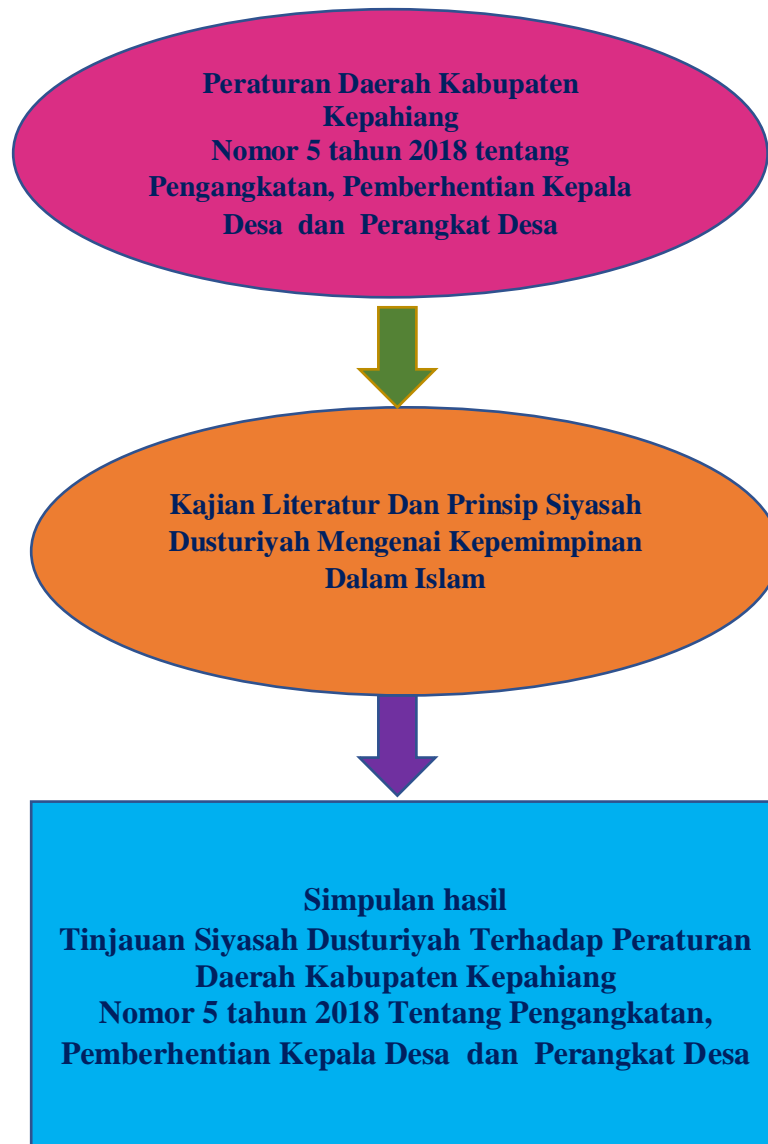 Peraturan Daerah Kabupaten
Kepahiang
Nomor 5 tahun 2018 tentang
Pengangkatan, Pemberhentian Kepala
Desa dan Perangkat Desa
Kajian Literatur Dan Prinsip Siyasah
Dusturiyah Mengenai Kepemimpinan
Dalam Islam
Simpulan hasil
Tinjauan Siyasah Dusturiyah Terhadap Peraturan
Daerah Kabupaten Kepahiang
Nomor 5 tahun 2018 Tentang Pengangkatan,
Pemberhentian Kepala Desa dan Perangkat Desa